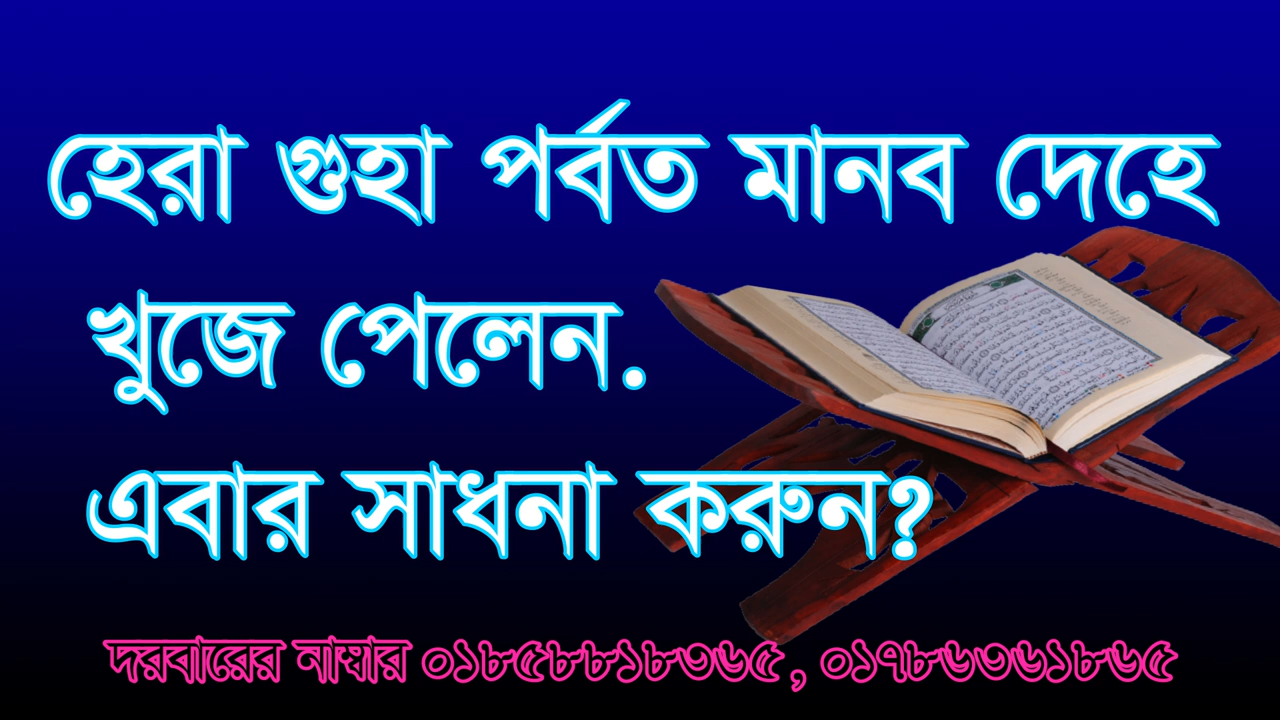 হেরা গুহা পর্বত মানব দেহে
খুজে পেলেন.
এবার সাধনা করুন?
দরবারের নাম্বার ০১৮৫৮৮১৮৩৬৫, ০১৭৮৬৩৬১৮৬৫